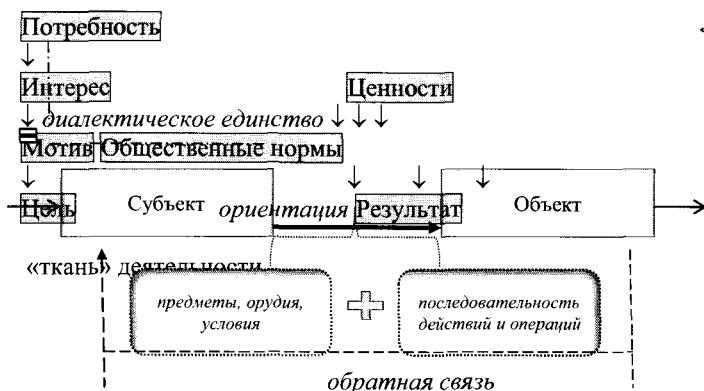 Потребность
Интерес Ценности
диалектическое единство
Мотив Общественные нормы
Цель Субъект ориентация Результат Объект
«ткань» деятельности
предметы, орудия,
условия
последовательность
действий и операций
обратная связь